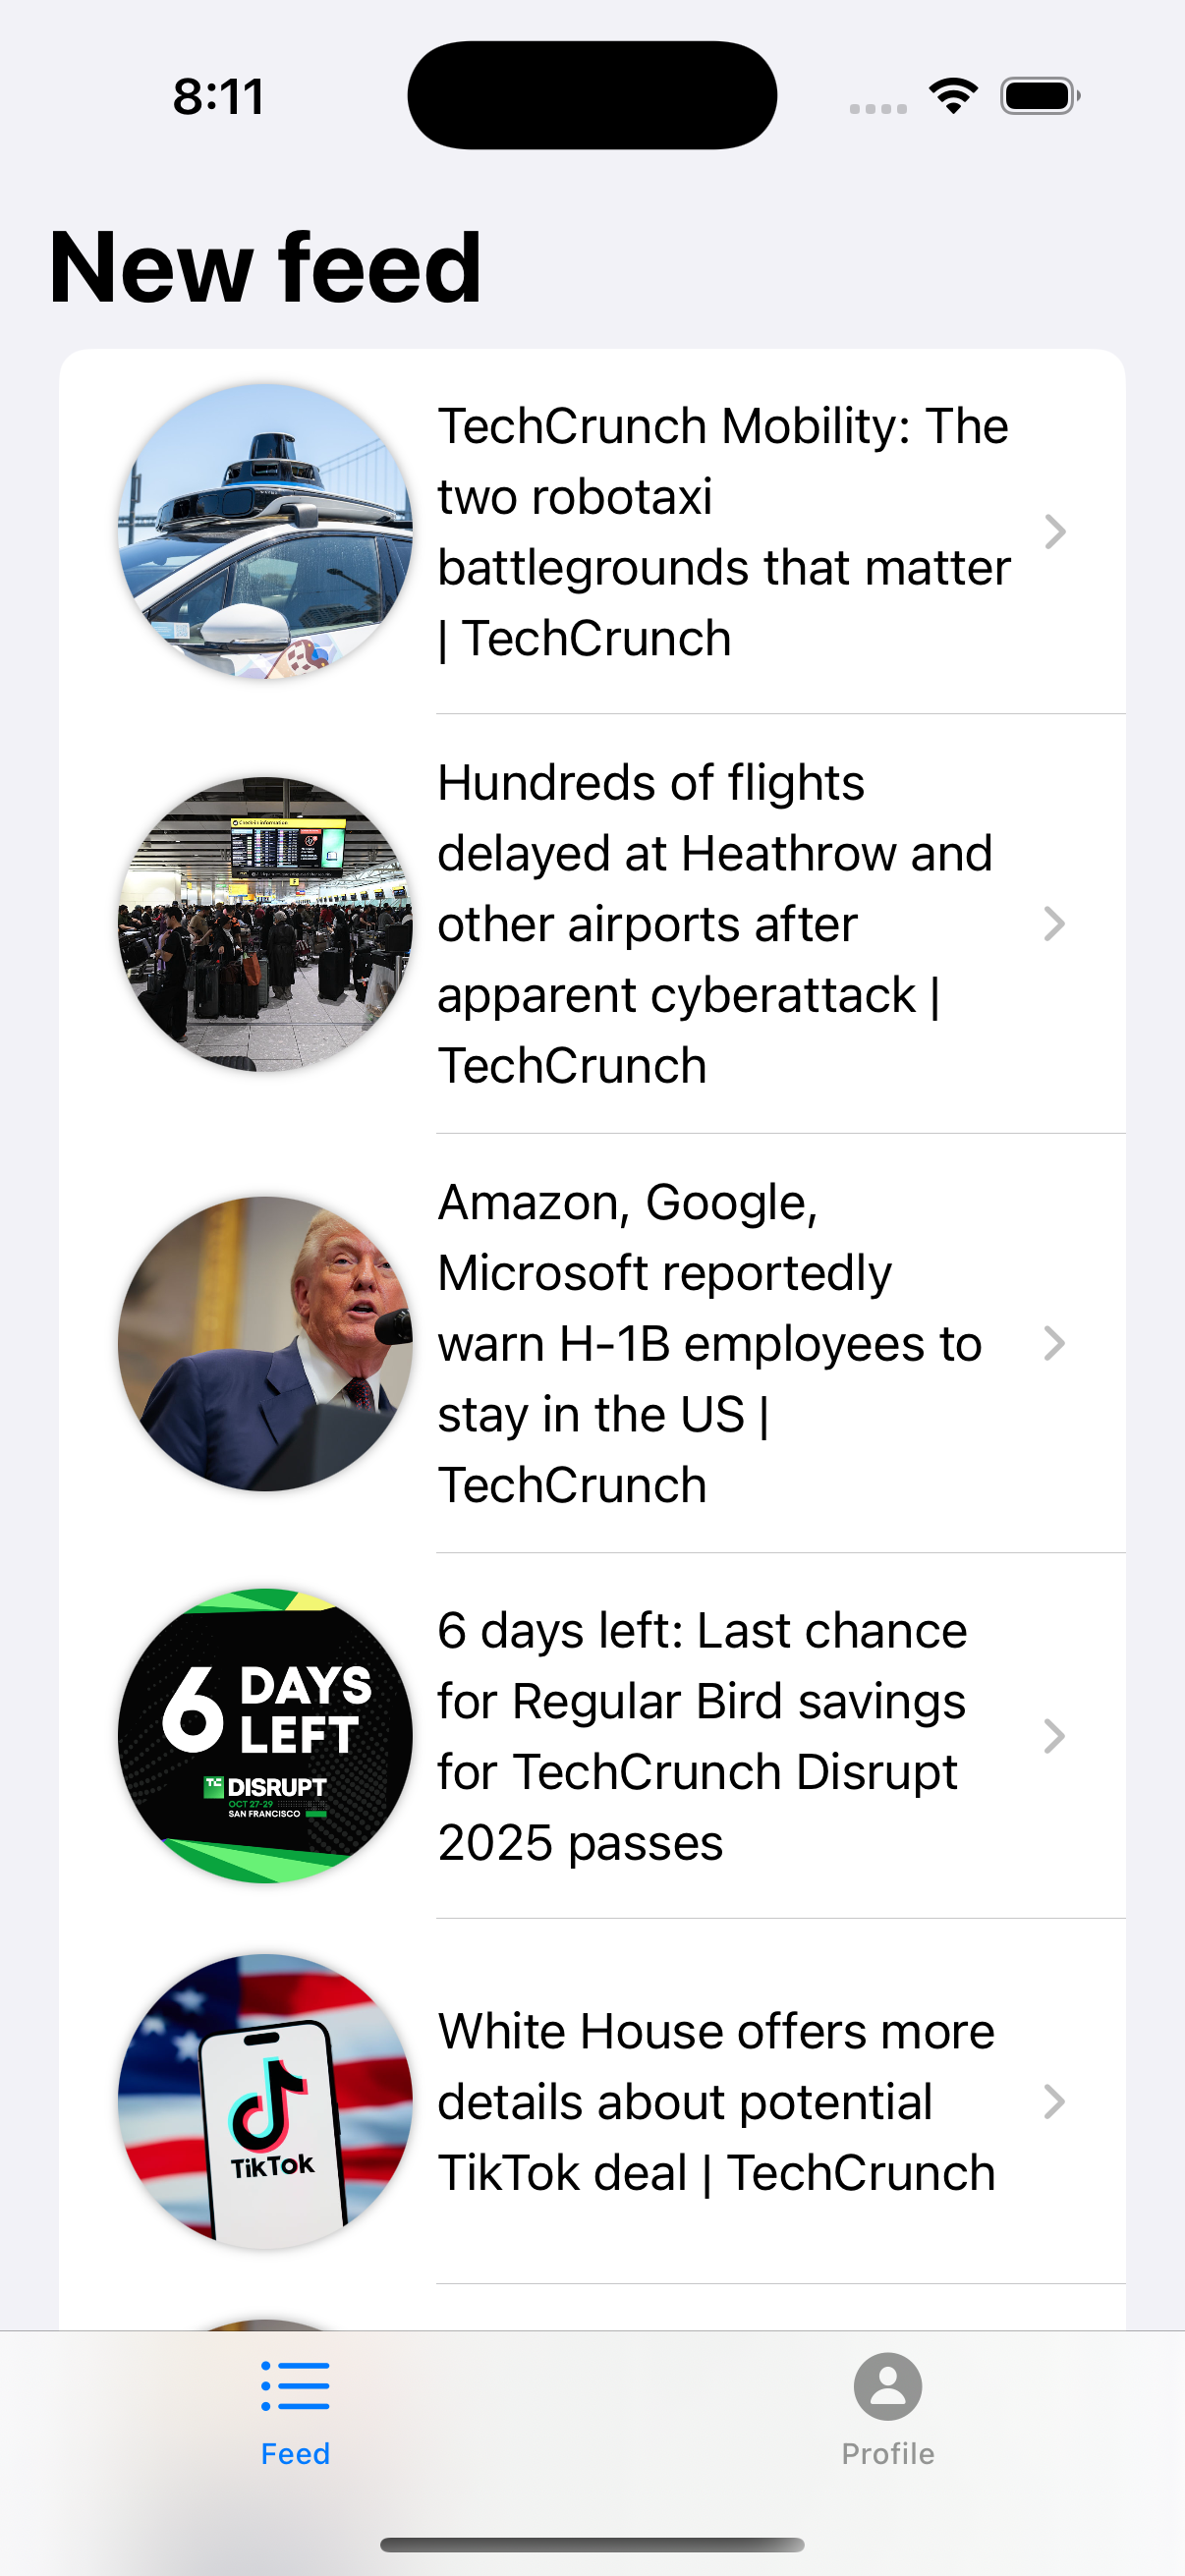 8:11
New feed
TechCrunch Mobility: The
two robotaxi
battlegrounds that matter
| TechCrunch
Check-in information
Hundreds of flights
delayed at Heathrow and
other airports after
apparent cyberattack |
TechCrunch
Amazon, Google,
Microsoft reportedly
warn H-1B employees to
stay in the US |
TechCrunch
6 DAYS
LEFT
TC DISRUPT
OCT 27-29
SAN FRANCISCO
6 days left: Last chance
for Regular Bird savings
for TechCrunch Disrupt
2025 passes
TikTok
White House offers more
details about potential
TikTok deal | TechCrunch
Feed
Profile